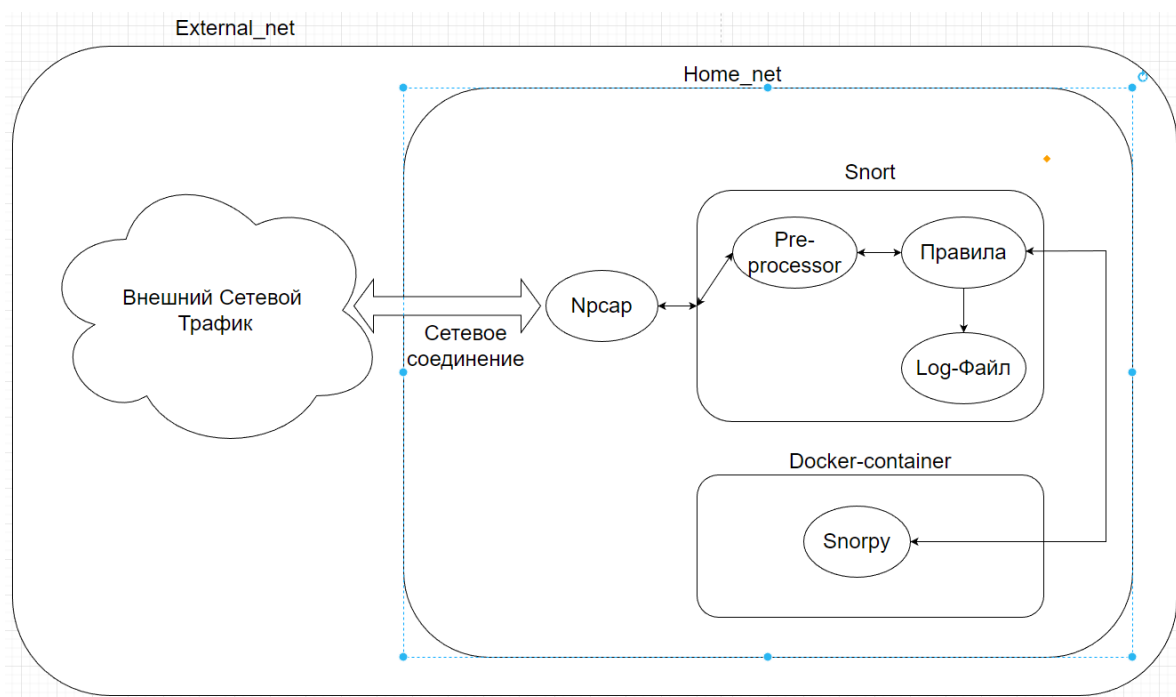 External_net
Home_net
Snort
Pre-
processor
Правила
Внешний Сетевой
Трафик
Npcap
Сетевое
соединение
Log-Файл
Docker-container
Snorpy